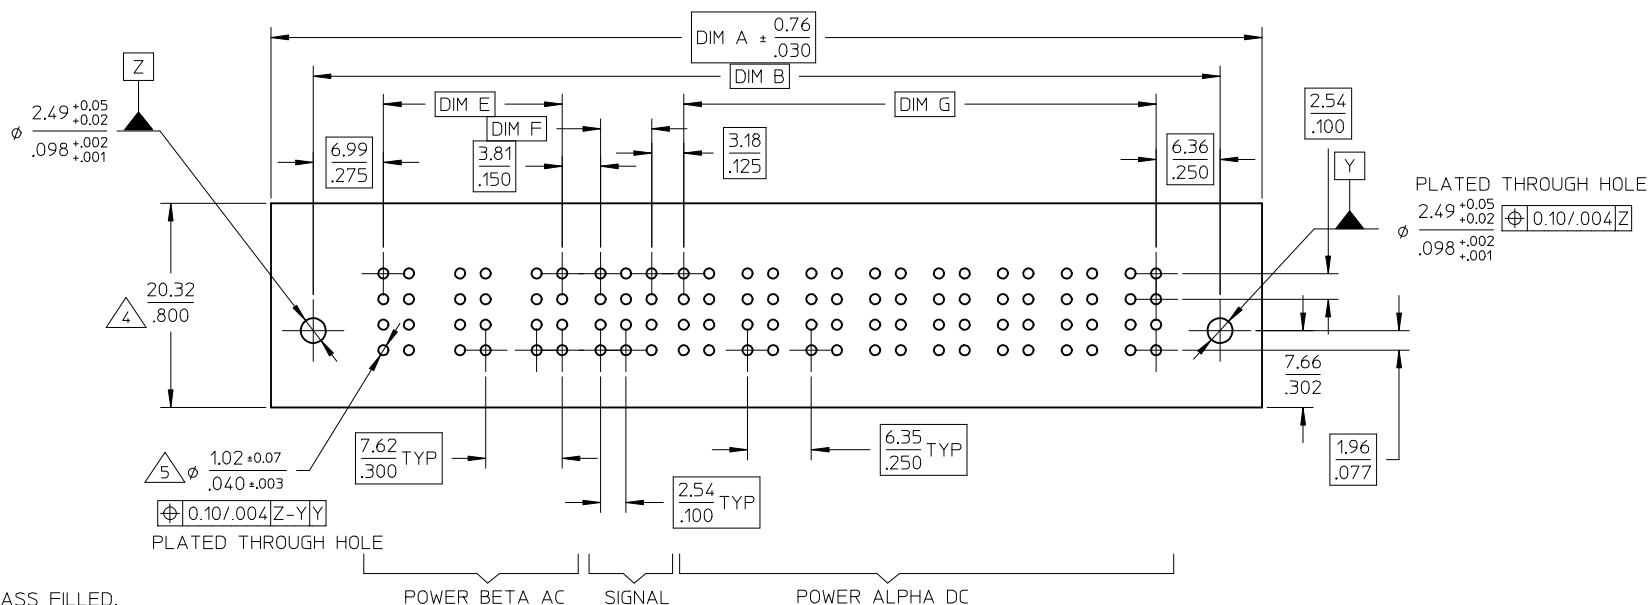 DIM A ± 0.76
.030
Z
DIM B
2.49 +0.05 +0.02
⌀
.098 +.002 +.001
DIM E
DIM G
DIM F
2.54
.100
6.99
.275
3.81
.150
3.18
.125
6.36
.250
Y
PLATED THROUGH HOLE
⌀ 2.49 +0.05 +0.02 ⌖ 0.10/.004 Z
.098 +.002 +.001
4
20.32
.800
7.66
.302
7.62 TYP
.300
6.35 TYP
.250
1.96
.077
5 ⌀ 1.02 ±0.07
.040 ±.003
2.54 TYP
.100
⌖ 0.10/.004 Z-Y Y
PLATED THROUGH HOLE
ASS FILLED.
POWER BETA AC
SIGNAL
POWER ALPHA DC